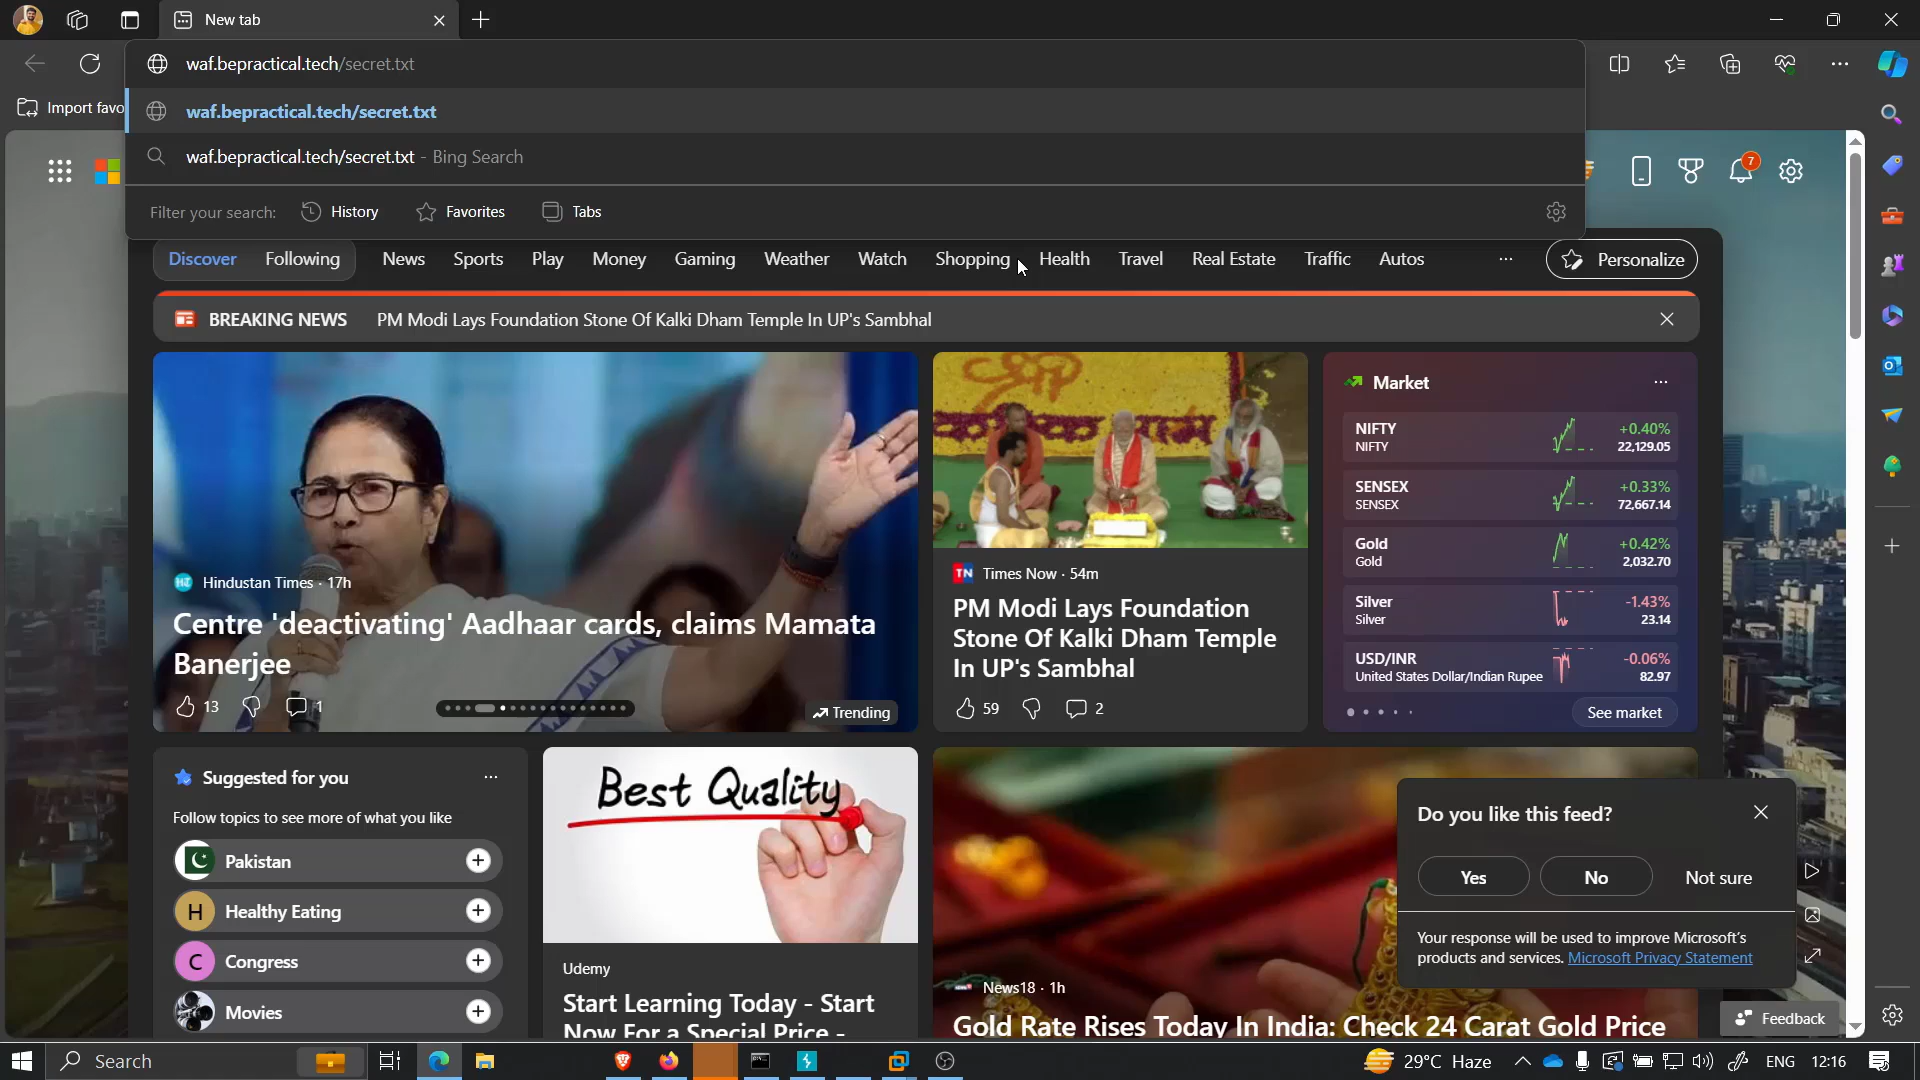 New tab
waf.bepractical.tech/secret.txt
Import favo
waf.bepractical.tech/secret.txt
waf.bepractical.tech/secret.txt - Bing Search
Filter your search: History Favorites Tabs
7
Discover Following News Sports Play Money Gaming Weather Watch Shopping Health Travel Real Estate Traffic Autos ... Personalize
BREAKING NEWS PM Modi Lays Foundation Stone Of Kalki Dham Temple In UP's Sambhal
Hindustan Times · 17h
Centre 'deactivating' Aadhaar cards, claims Mamata
Banerjee
13 1
Trending
TN Times Now · 54m
PM Modi Lays Foundation
Stone Of Kalki Dham Temple
In UP's Sambhal
59 2
Market
NIFTY +0.40%
NIFTY 22,129.05
SENSEX +0.33%
SENSEX 72,667.14
Gold +0.42%
Gold 2,032.70
Silver -1.43%
Silver 23.14
USD/INR -0.06%
United States Dollar/Indian Rupee 82.97
See market
Suggested for you
Follow topics to see more of what you like
Pakistan
H Healthy Eating
C Congress
Movies
Best Quality
Udemy
Start Learning Today - Start
Now For a Special Price -
News18 · 1h
Gold Rate Rises Today In India: Check 24 Carat Gold Price
Do you like this feed?
Yes No Not sure
Your response will be used to improve Microsoft's
products and services. Microsoft Privacy Statement
Feedback
Search
29°C Haze ENG 12:16